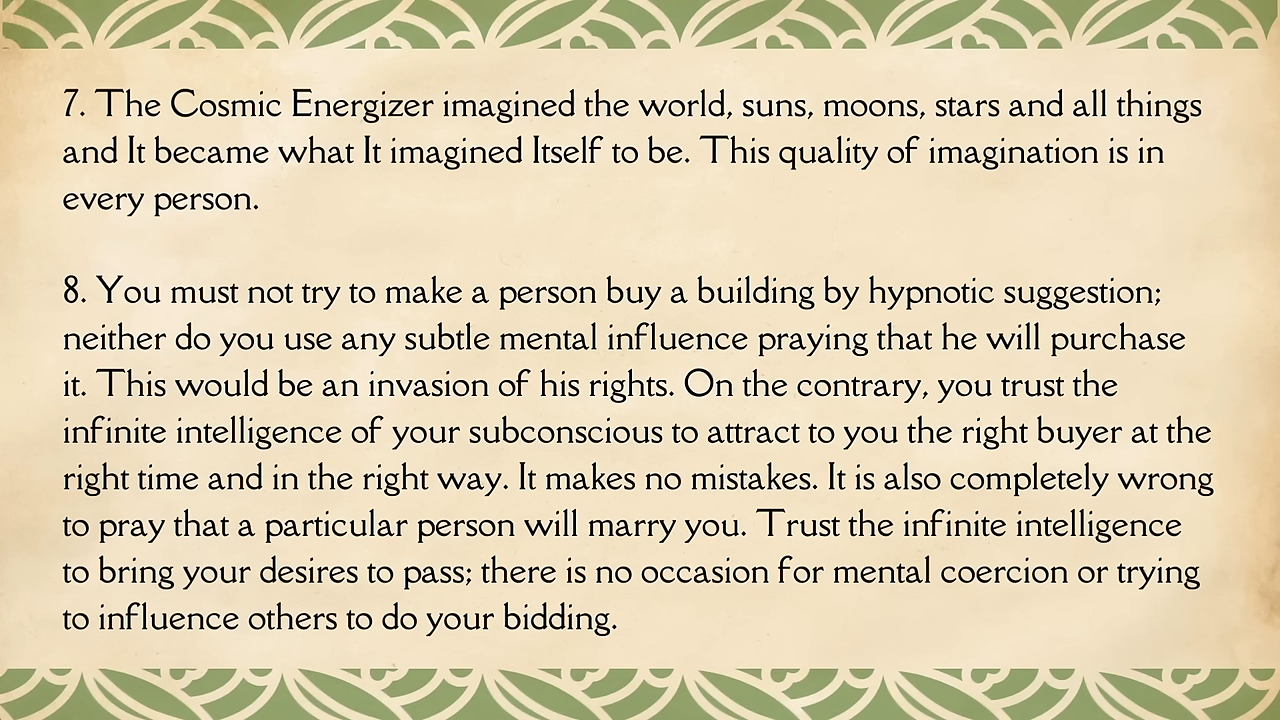 7. The Cosmic Energizer imagined the world, suns, moons, stars and all things
and It became what It imagined Itself to be. This quality of imagination is in
every person.
8. You must not try to make a person buy a building by hypnotic suggestion;
neither do you use any subtle mental influence praying that he will purchase
it. This would be an invasion of his rights. On the contrary, you trust the
infinite intelligence of your subconscious to attract to you the right buyer at the
right time and in the right way. It makes no mistakes. It is also completely wrong
to pray that a particular person will marry you. Trust the infinite intelligence
to bring your desires to pass; there is no occasion for mental coercion or trying
to influence others to do your bidding.